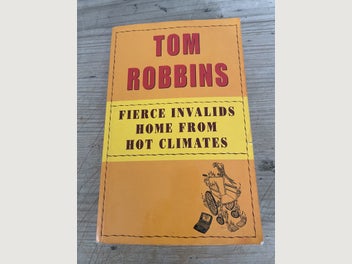 TOM
ROBBINS
FIERCE INVALIDS
HOME FROM
HOT CLIMATES